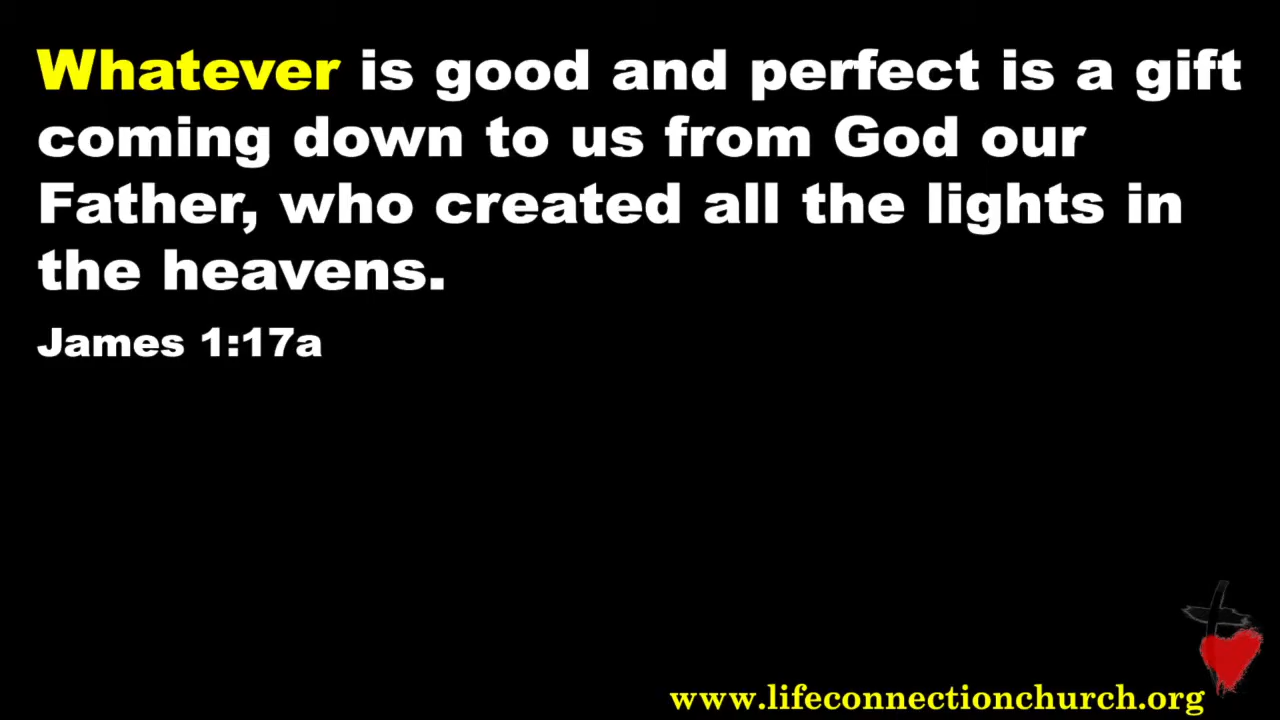 Whatever is good and perfect is a gift
coming down to us from God our
Father, who created all the lights in
the heavens.
James 1:17a
www.lifeconnectionchurch.org